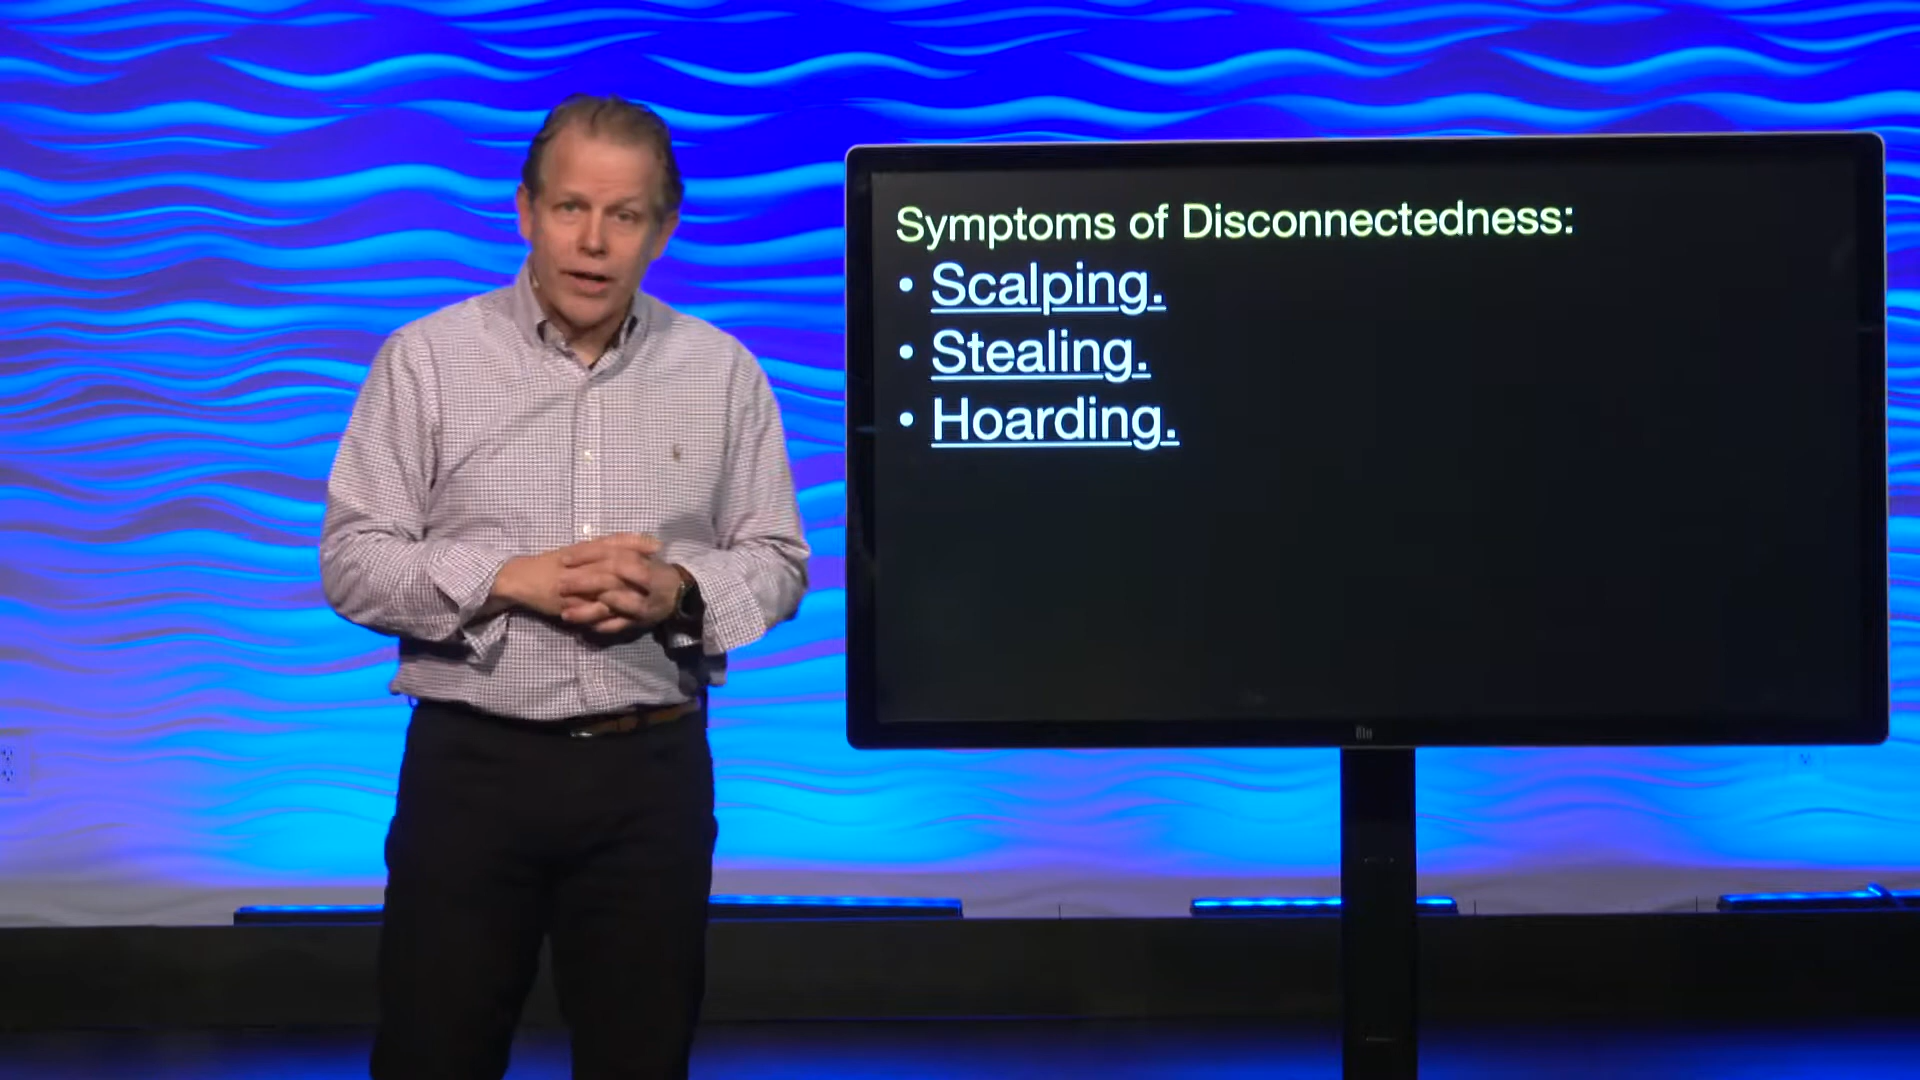 Symptoms of Disconnectedness:
• Scalping.
• Stealing.
• Hoarding.